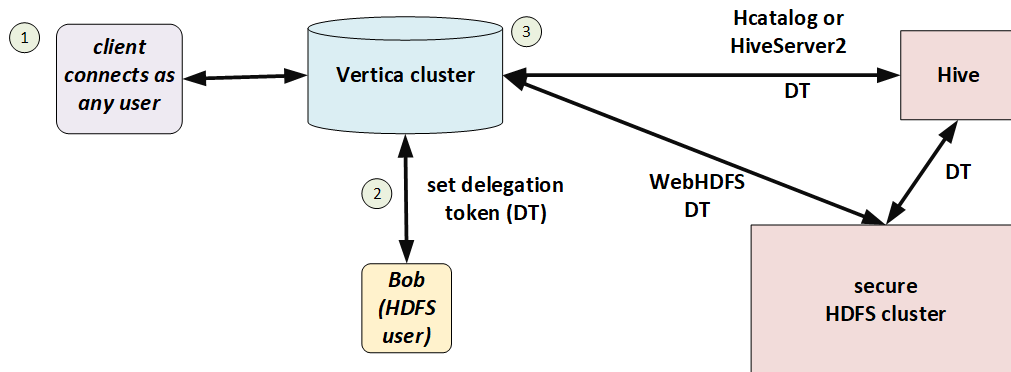 1
client
connects as
any user
Vertica cluster
3
Hcatalog or
HiveServer2
DT
Hive
2
set delegation
token (DT)
WebHDFS
DT
DT
Bob
(HDFS
user)
secure
HDFS cluster